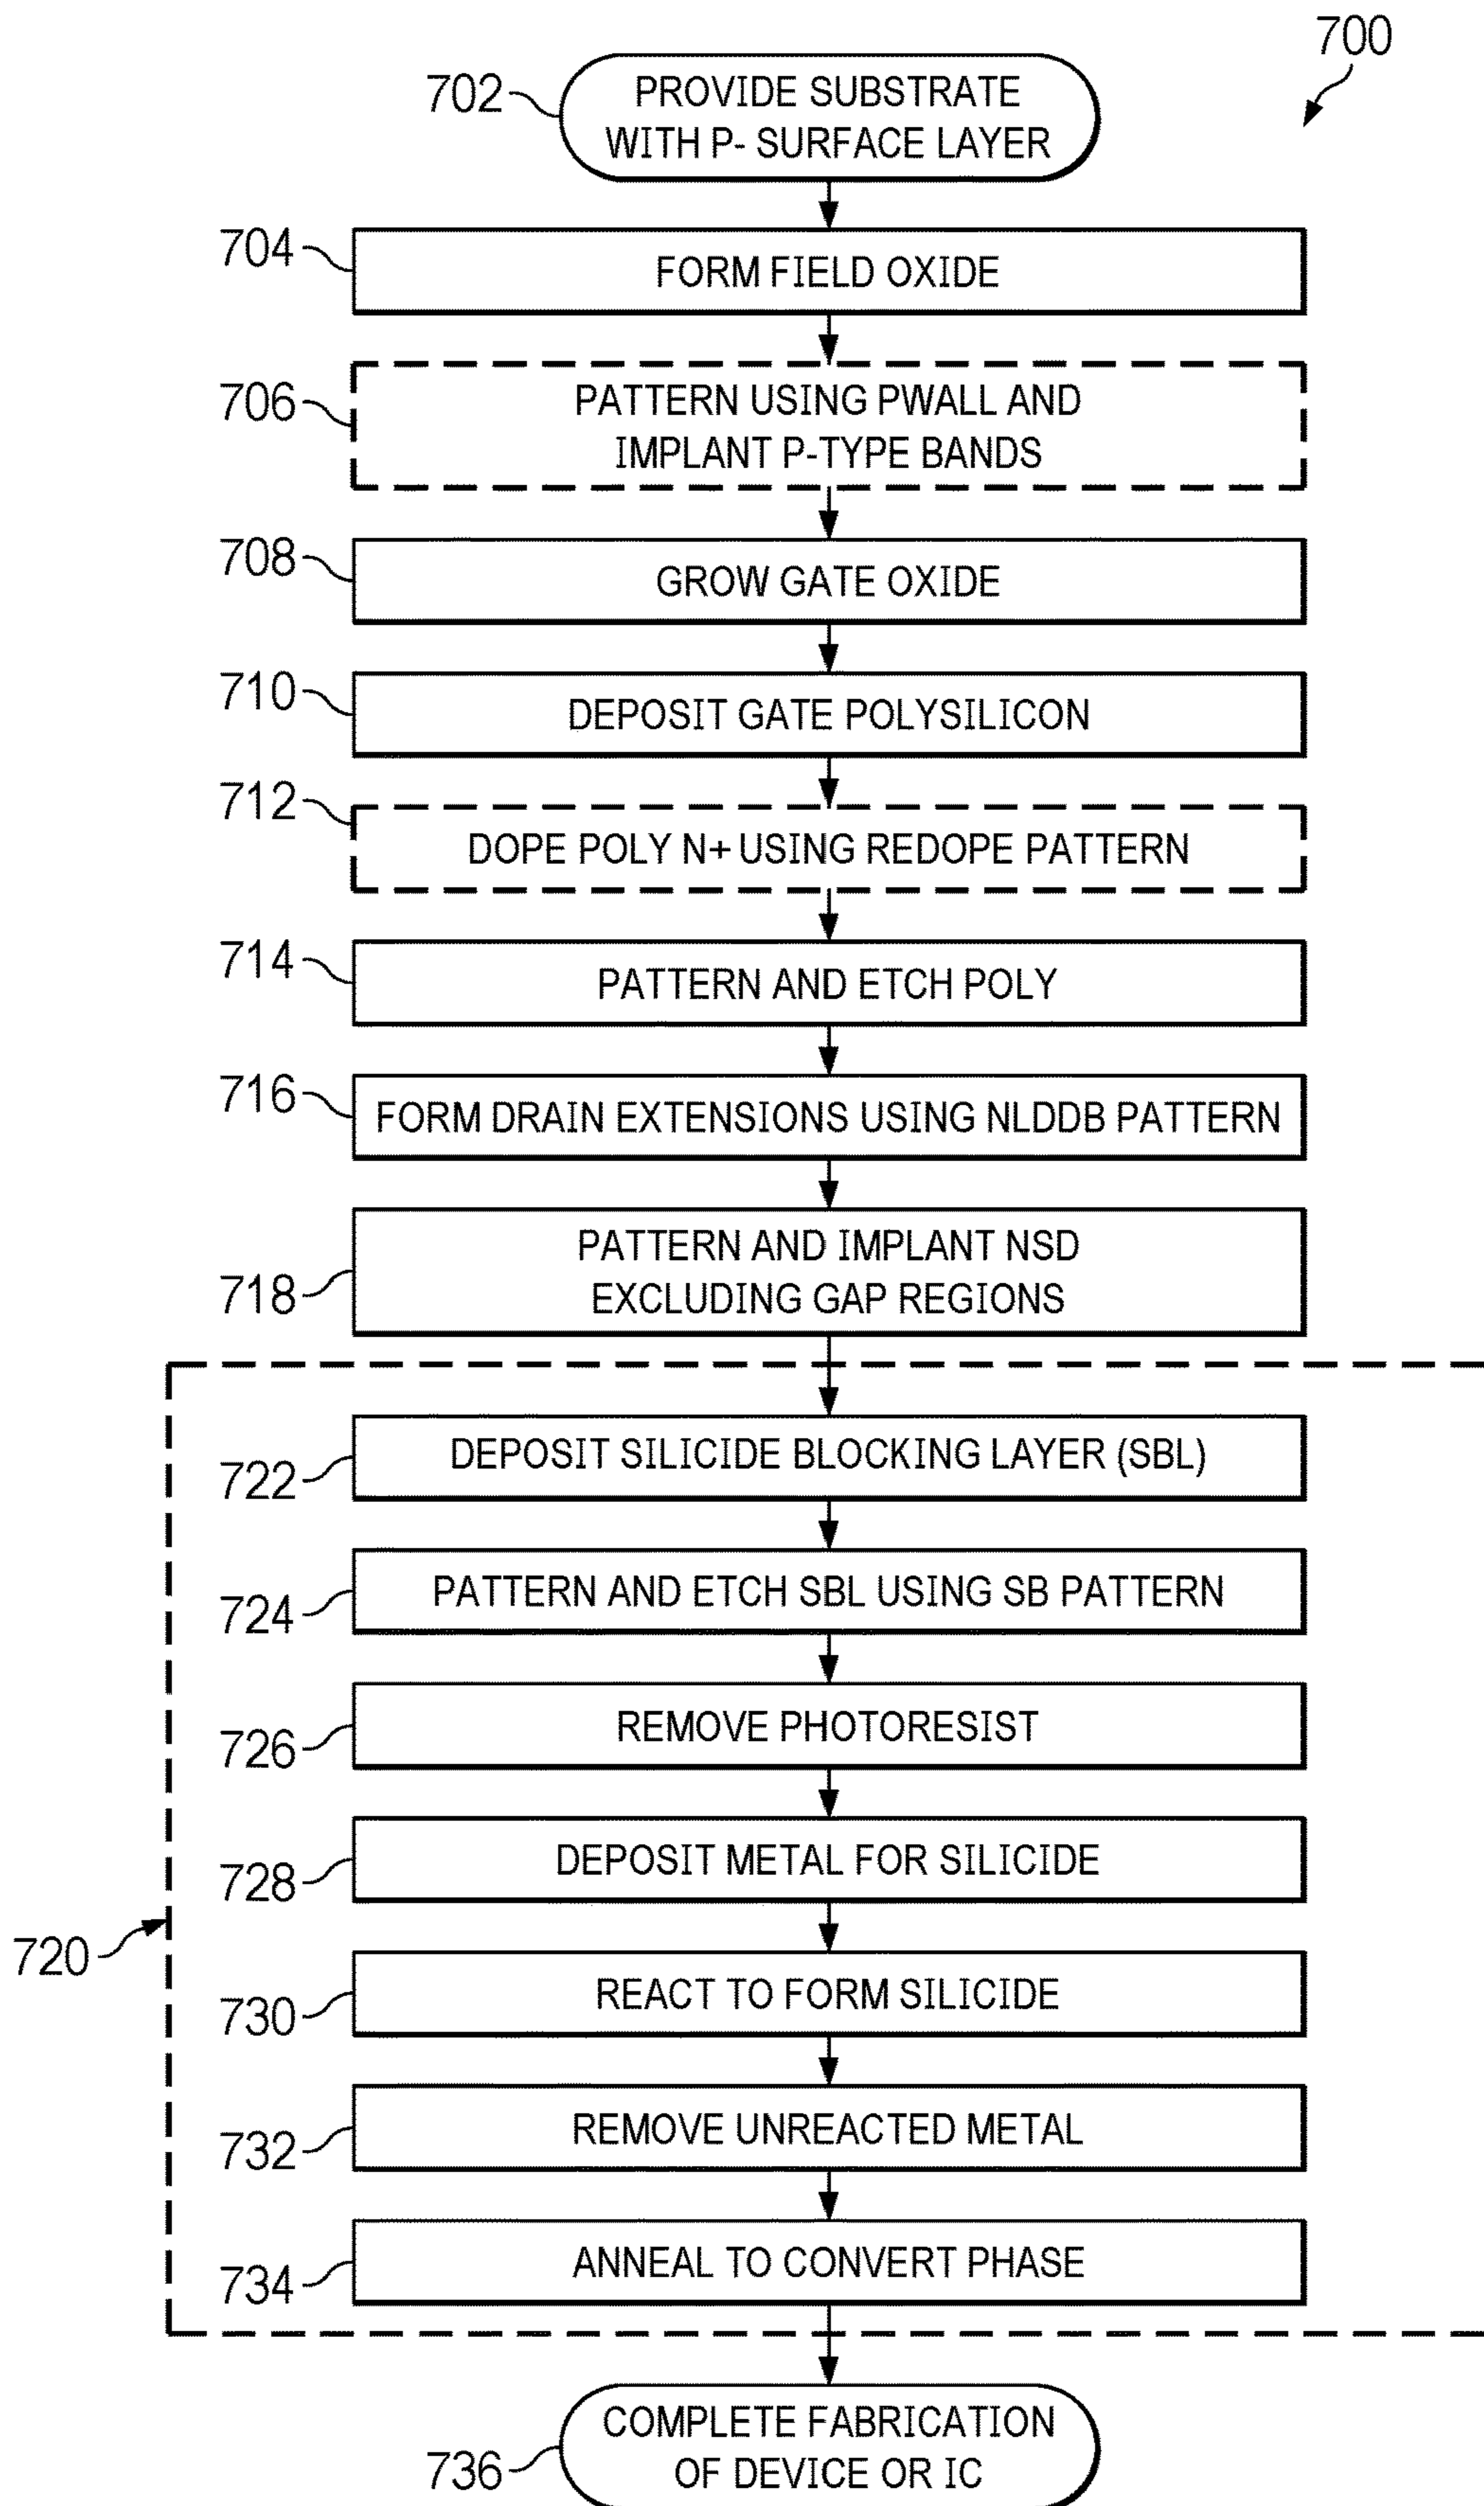 700
702
PROVIDE SUBSTRATE
WITH P- SURFACE LAYER
704
FORM FIELD OXIDE
706
PATTERN USING PWALL AND
IMPLANT P-TYPE BANDS
708
GROW GATE OXIDE
710
DEPOSIT GATE POLYSILICON
712
DOPE POLY N+ USING REDOPE PATTERN
714
PATTERN AND ETCH POLY
716
FORM DRAIN EXTENSIONS USING NLDDB PATTERN
718
PATTERN AND IMPLANT NSD
EXCLUDING GAP REGIONS
720
722
DEPOSIT SILICIDE BLOCKING LAYER (SBL)
724
PATTERN AND ETCH SBL USING SB PATTERN
726
REMOVE PHOTORESIST
728
DEPOSIT METAL FOR SILICIDE
730
REACT TO FORM SILICIDE
732
REMOVE UNREACTED METAL
734
ANNEAL TO CONVERT PHASE
736
COMPLETE FABRICATION
OF DEVICE OR IC